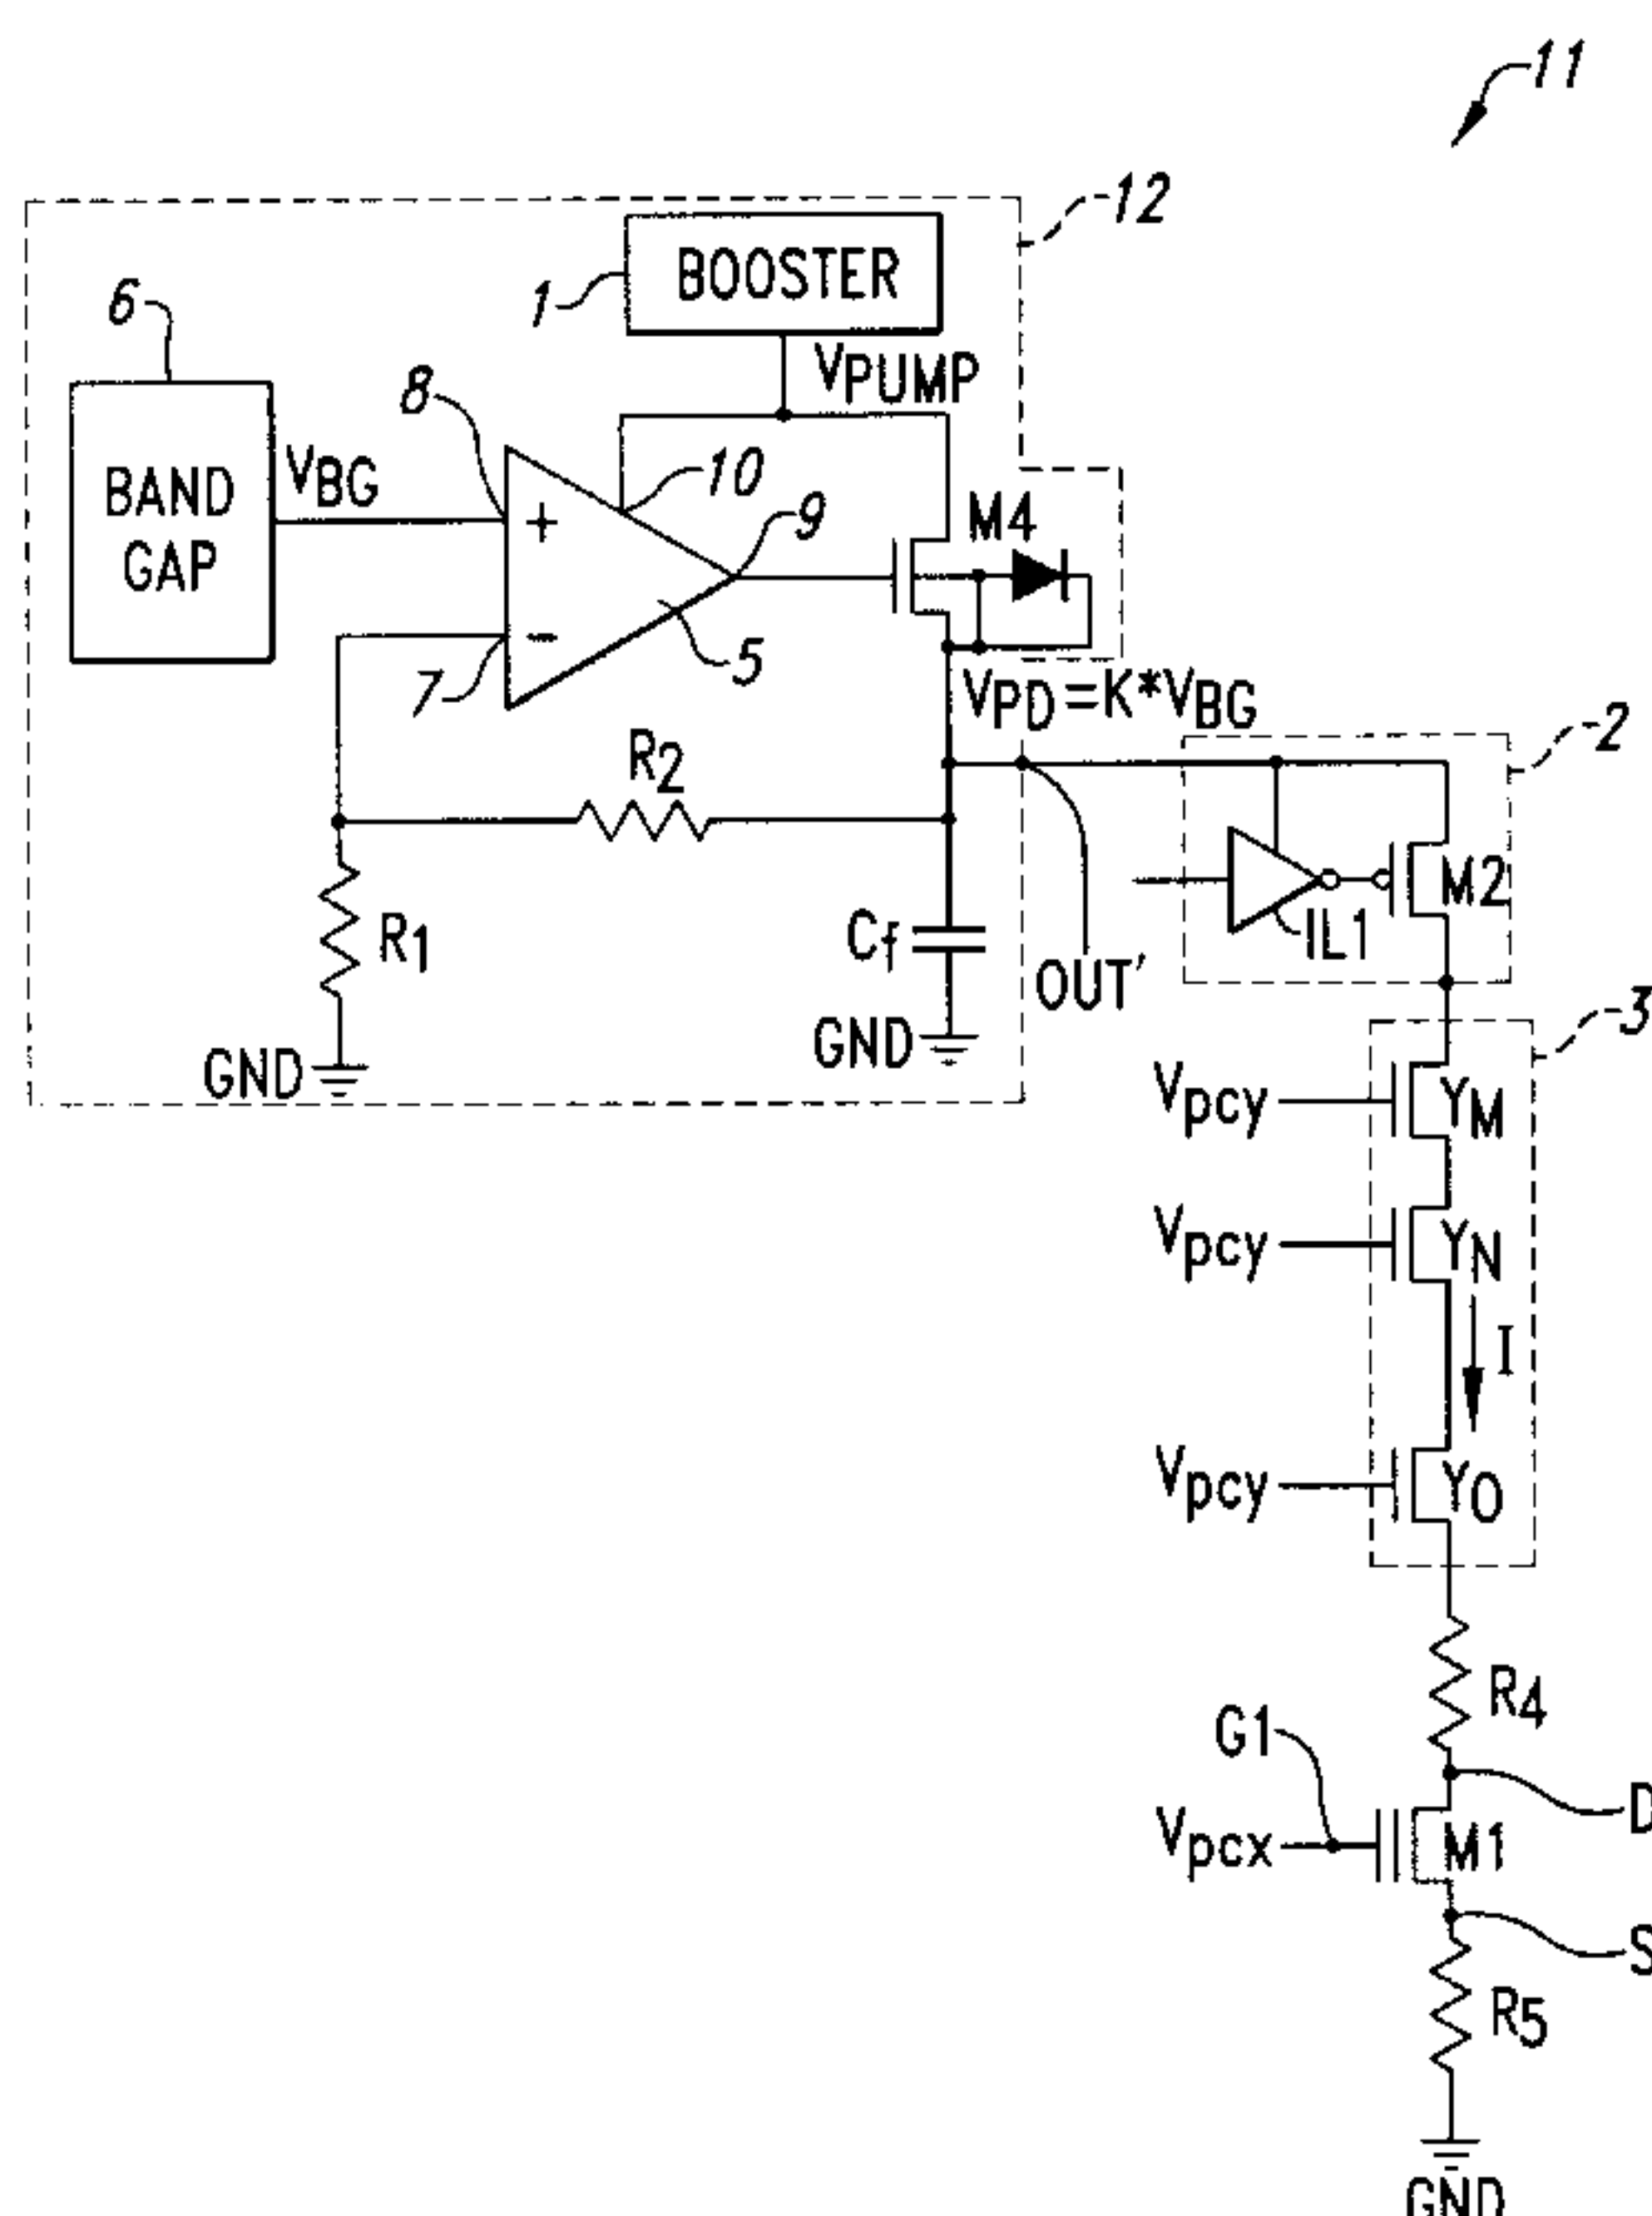 11
12
BOOSTER
1
6
VPUMP
8
BAND
GAP
VBG
10
9
M4
+
-
5
7
VPD=K*VBG
2
R2
M2
IL1
R1
Cf
OUT'
GND
GND
3
Vpcy
YM
Vpcy
YN
I
Vpcy
YO
R4
G1
D
Vpcx
M1
S
R5
GND